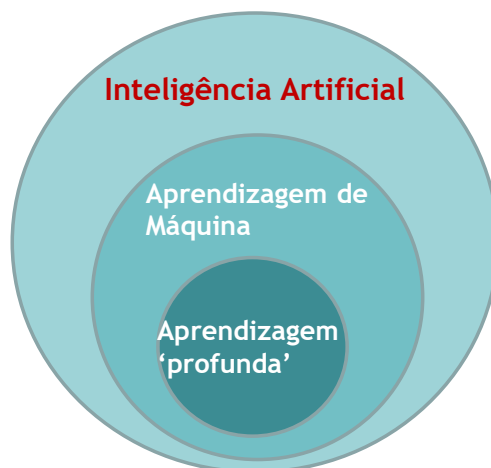 Inteligência Artificial
Aprendizagem de
Máquina
Aprendizagem
‘profunda’